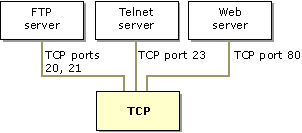 FTP
server
Telnet
server
Web
server
TCP ports
20, 21
TCP port 23
TCP port 80
TCP